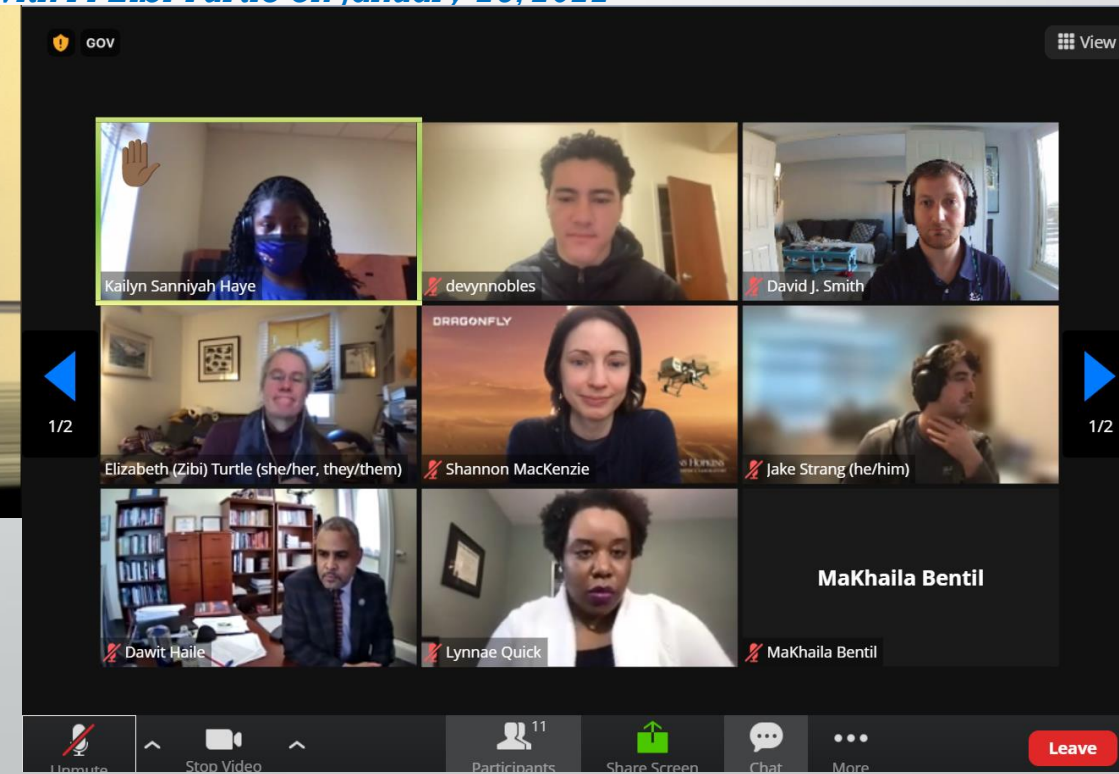 GOV
View
Kailyn Sanniyah Haye
devynnobles
David J. Smith
DRAGONFLY
Elizabeth (Zibi) Turtle (she/her, they/them)
Shannon MacKenzie
Jake Strang (he/him)
1/2
1/2
MaKhaila Bentil
Dawit Haile
Lynnae Quick
MaKhaila Bentil
11
Unmute
Stop Video
Participants
Share Screen
Chat
More
Leave